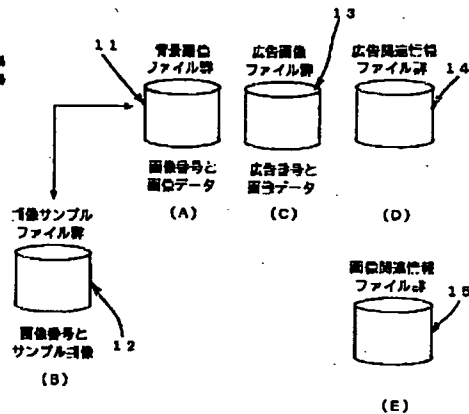 11
背景画像
ファイル群
画像番号と
画像データ
(A)
13
広告画像
ファイル群
広告番号と
画像データ
(C)
広告関連情報
ファイル群
14
(D)
画像サンプル
ファイル群
12
画像番号と
サンプル画像
(B)
画像関連情報
ファイル群
15
(E)